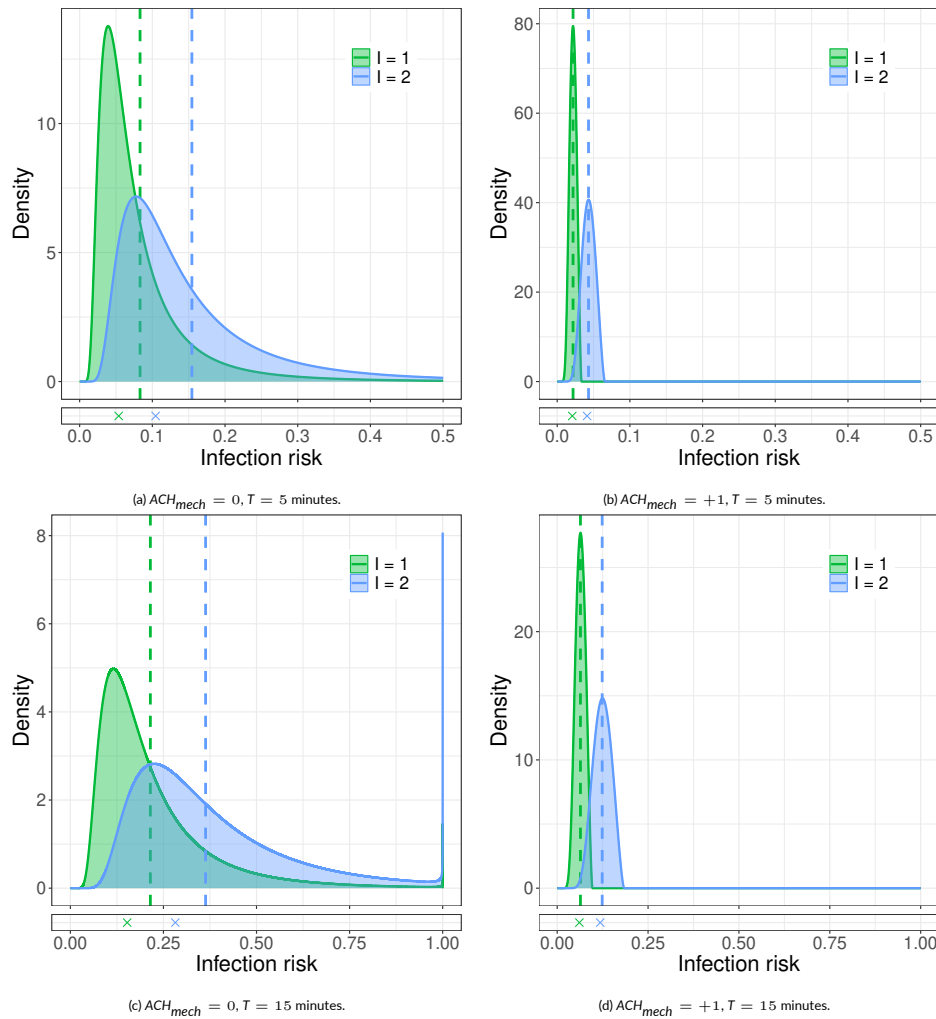 I = 1
I = 2
Density
10
5
0
0.0 0.1 0.2 0.3 0.4 0.5
Infection risk
(a) ACH_mech = 0, T = 5 minutes.
I = 1
I = 2
Density
80
60
40
20
0
0.0 0.1 0.2 0.3 0.4 0.5
Infection risk
(b) ACH_mech = +1, T = 5 minutes.
I = 1
I = 2
Density
8
6
4
2
0
0.00 0.25 0.50 0.75 1.00
Infection risk
(c) ACH_mech = 0, T = 15 minutes.
I = 1
I = 2
Density
20
10
0
0.00 0.25 0.50 0.75 1.00
Infection risk
(d) ACH_mech = +1, T = 15 minutes.